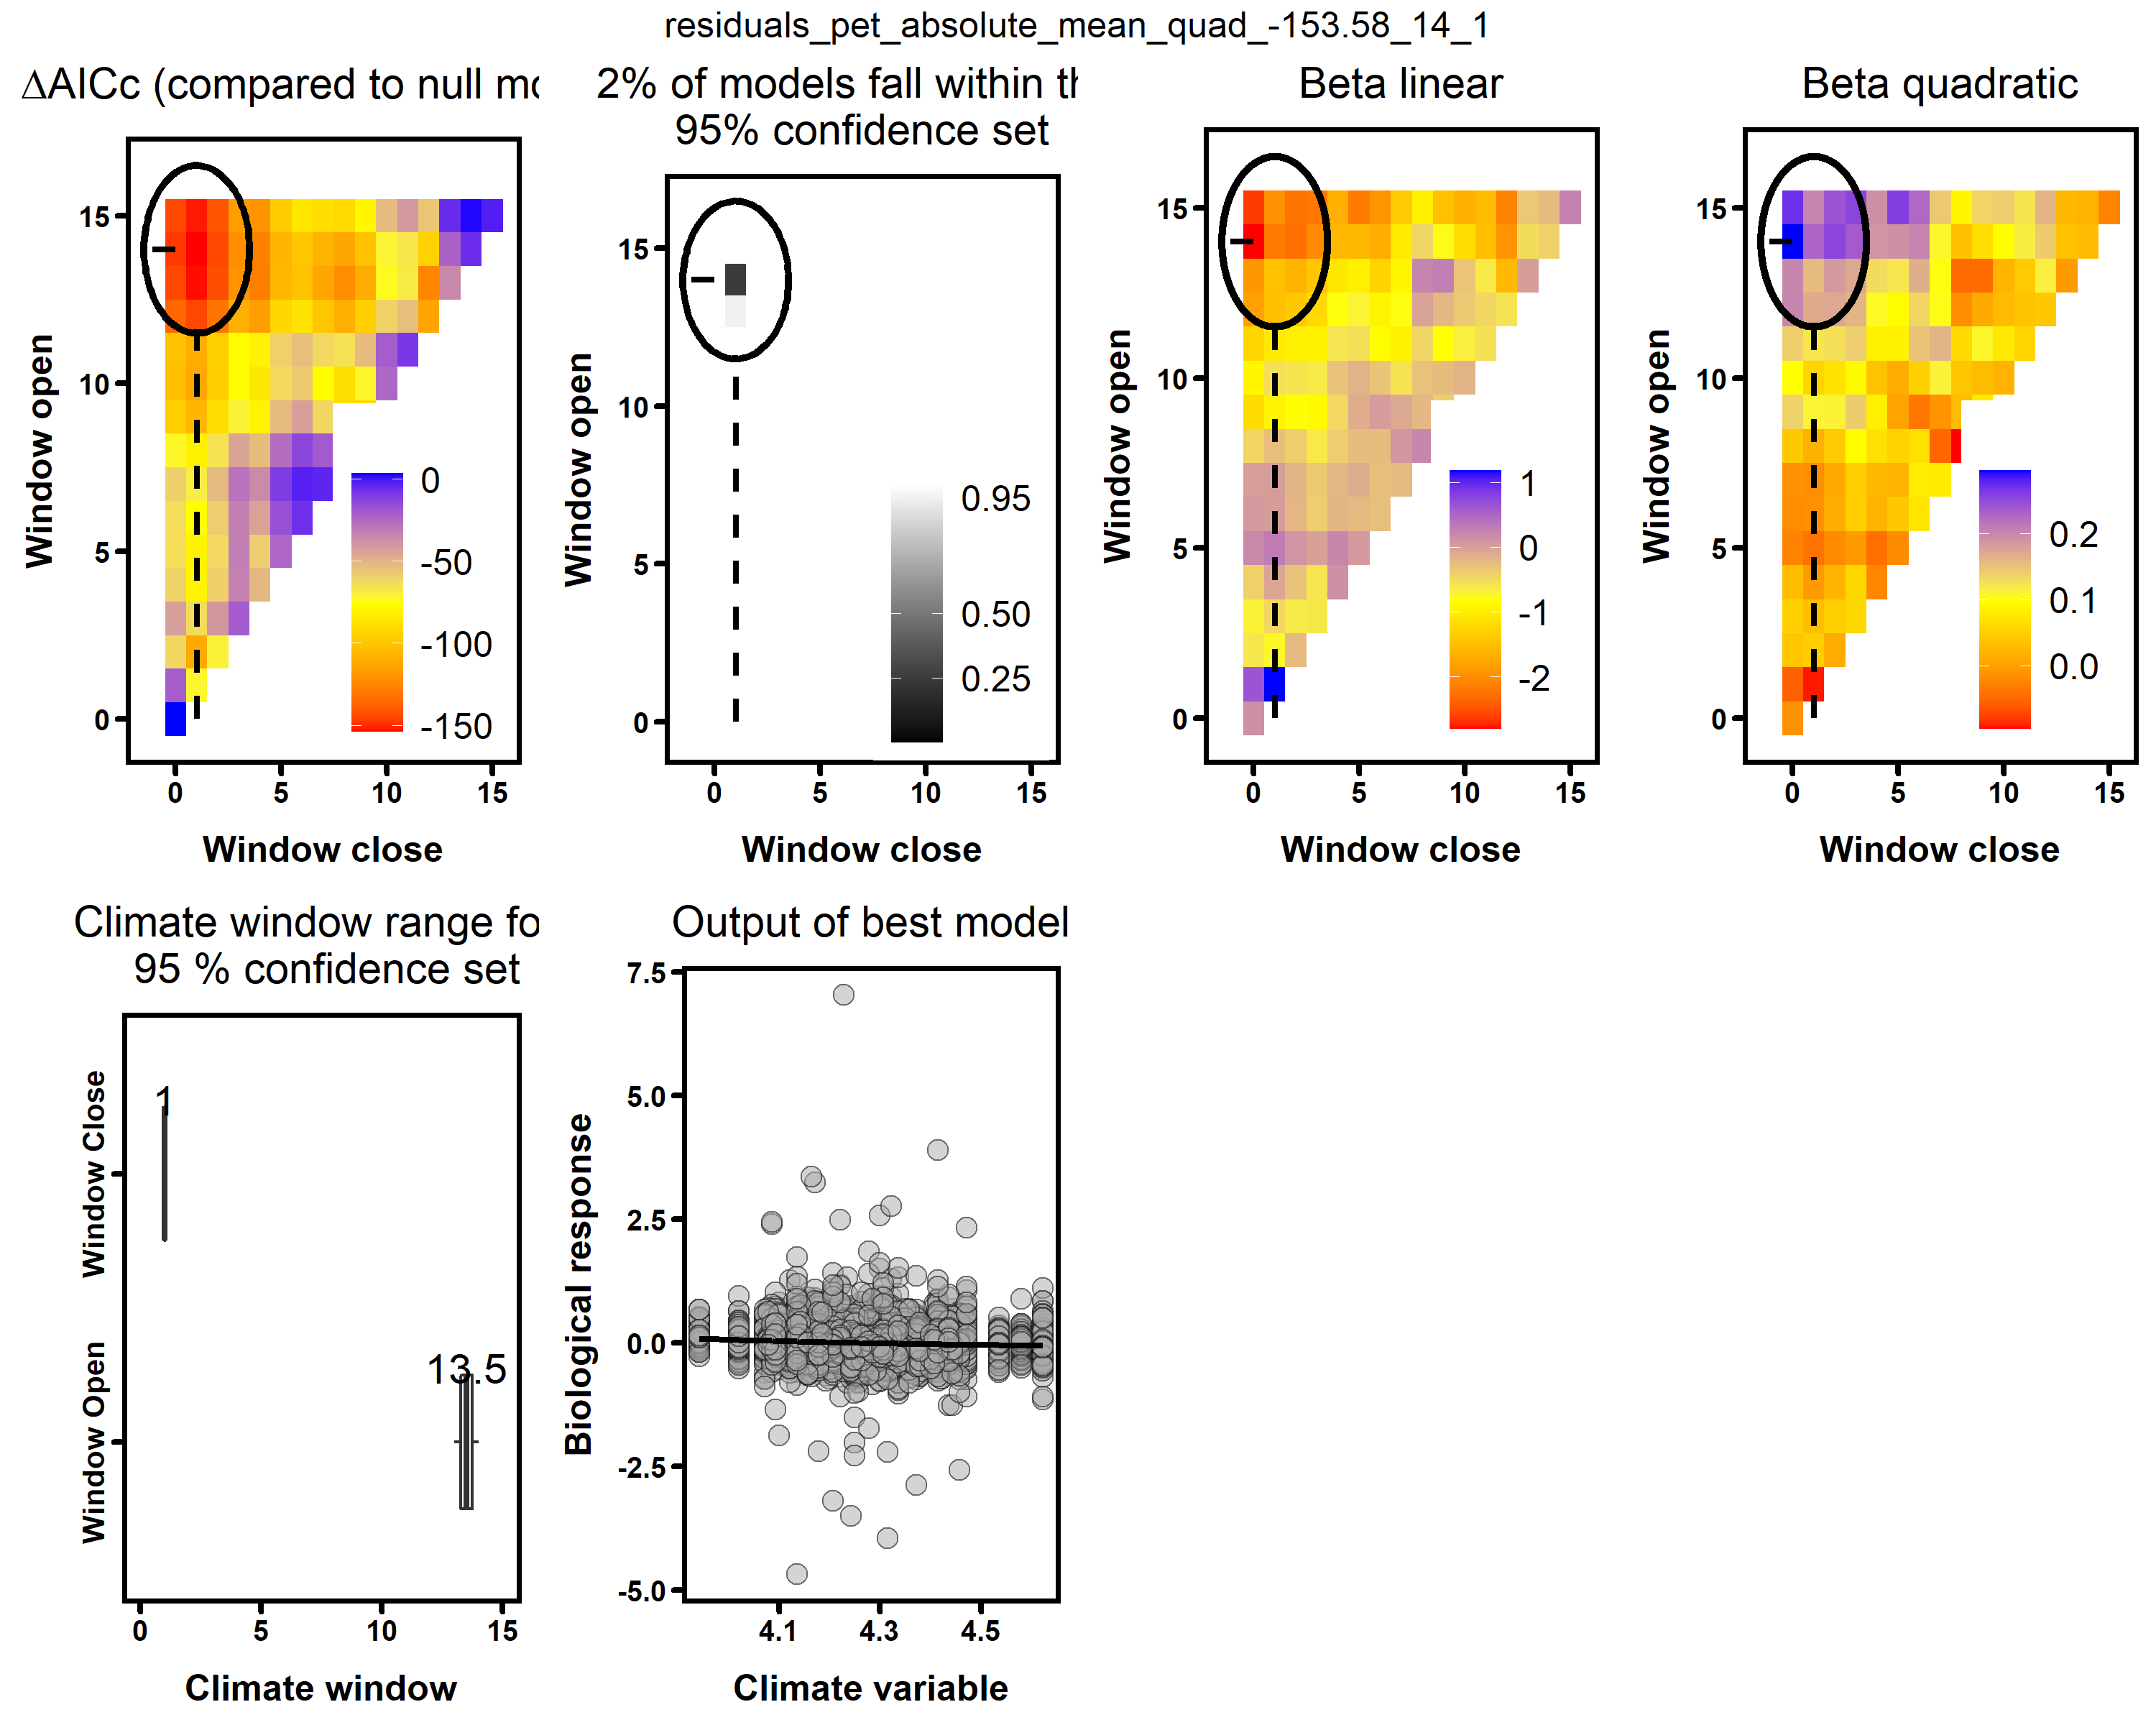 residuals_pet_absolute_mean_quad_-153.58_14_1
ΔAICc (compared to null mo
2% of models fall within th
95% confidence set
Beta linear
Beta quadratic
Window open
15
10
5
0
0
-50
-100
-150
0 5 10 15
Window close
Window open
15
10
5
0
0.95
0.50
0.25
0 5 10 15
Window close
Window open
15
10
5
0
1
0
-1
-2
0 5 10 15
Window close
Window open
15
10
5
0
0.2
0.1
0.0
0 5 10 15
Window close
Climate window range fo
95 % confidence set
Window Close
Window Open
1
13.5
0 5 10 15
Climate window
Output of best model
Biological response
7.5
5.0
2.5
0.0
-2.5
-5.0
4.1 4.3 4.5
Climate variable